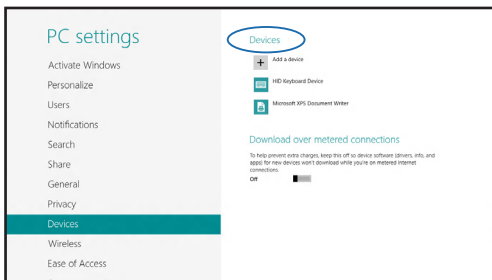 PC settings
Activate Windows
Personalize
Users
Notifications
Search
Share
General
Privacy
Devices
Wireless
Ease of Access
Devices
Add a device
HID Keyboard Device
Microsoft XPS Document Writer
Download over metered connections
To help prevent extra charges, keep this off so device software (drivers, info, and
apps) for new devices won't download while you're on metered Internet
connections.
Off